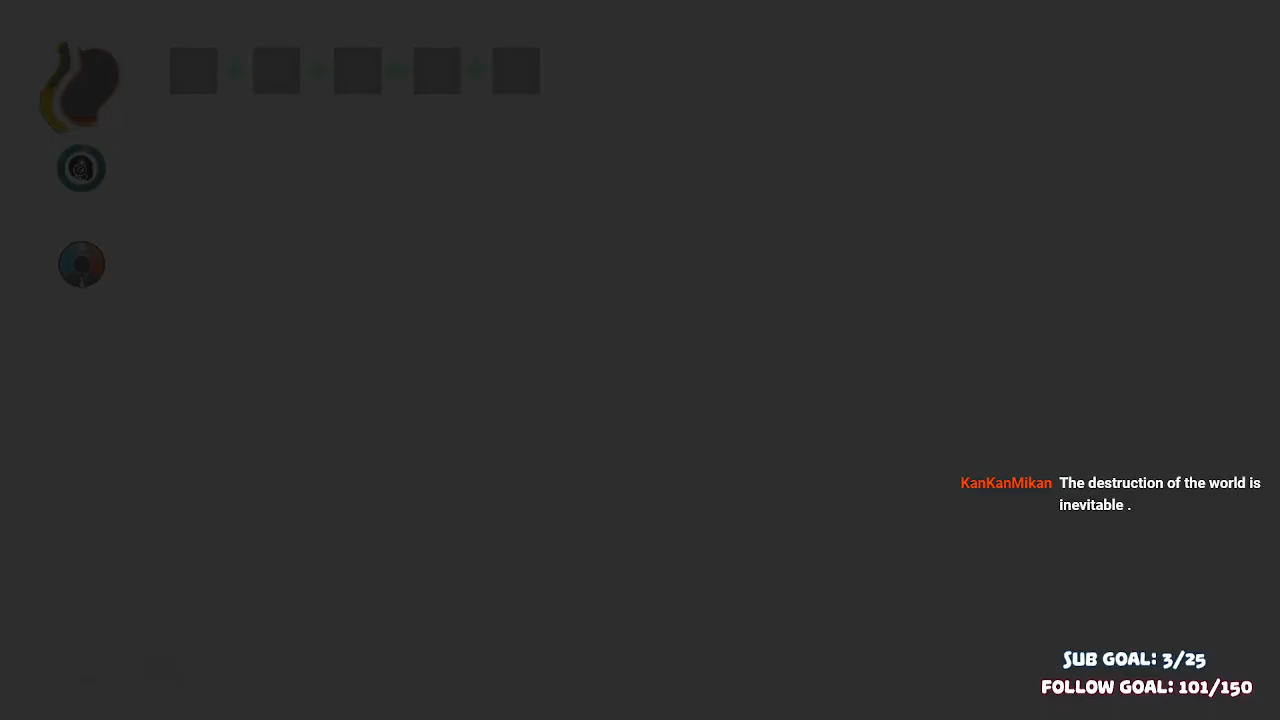 KanKanMikan The destruction of the world is
inevitable .
SUB GOAL: 3/25
FOLLOW GOAL: 101/150